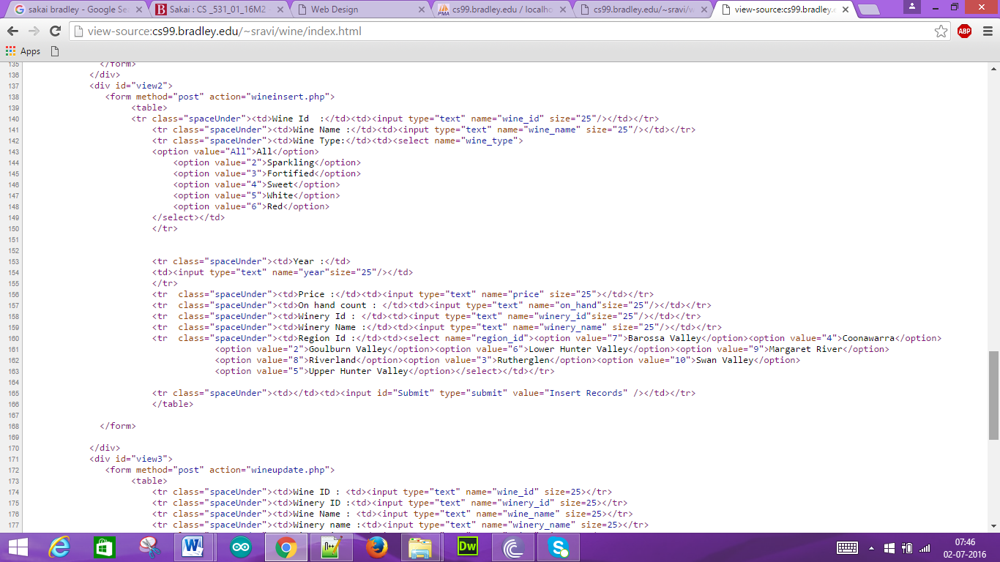 sakai bradley - Google Se
Sakai : CS _531_01_16M2
Web Design
cs99.bradley.edu / localho
cs99.bradley.edu/~sravi/w
view-source:cs99.bradley.e
view-source:cs99.bradley.edu/~sravi/wine/index.html
ABP
Apps
135 </form>
136 </div>
137 <div id="view2">
138 <form method="post" action="wineinsert.php">
139 <table>
140 <tr class="spaceUnder"><td>Wine Id  :</td><td><input type="text" name="wine_id" size="25"/></td></tr>
141 <tr class="spaceUnder"><td>Wine Name :</td><td><input type="text" name="wine_name" size="25"/></td></tr>
142 <tr class="spaceUnder"><td>Wine Type:</td><td><select name="wine_type">
143 <option value="All">All</option>
144 <option value="2">Sparkling</option>
145 <option value="3">Fortified</option>
146 <option value="4">Sweet</option>
147 <option value="5">White</option>
148 <option value="6">Red</option>
149 </select></td>
150 </tr>
151
152
153 <tr class="spaceUnder"><td>Year :</td>
154 <td><input type="text" name="year"size="25"/></td>
155 </tr>
156 <tr  class="spaceUnder"><td>Price :</td><td><input type="text" name="price" size="25"></td></tr>
157 <tr  class="spaceUnder"><td>On hand count : </td><td><input type="text" name="on_hand"size="25"/></td></tr>
158 <tr  class="spaceUnder"><td>Winery Id : </td><td><input type="text" name="winery_id"size="25"/></td></tr>
159 <tr  class="spaceUnder"><td>Winery Name :</td><td><input type="text" name="winery_name" size="25"/></td></tr>
160 <tr  class="spaceUnder"><td>Region Id :</td><td><select name="region_id"><option value="7">Barossa Valley</option><option value="4">Coonawarra</option>
161 <option value="2">Goulburn Valley</option><option value="6">Lower Hunter Valley</option><option value="9">Margaret River</option>
162 <option value="8">Riverland</option><option value="3">Rutherglen</option><option value="10">Swan Valley</option>
163 <option value="5">Upper Hunter Valley</option></select></td></tr>
164
165 <tr class="spaceUnder"><td></td><td><input id="Submit" type="submit" value="Insert Records" /></td></tr>
166 </table>
167
168 </form>
169
170 </div>
171 <div id="view3">
172 <form method="post" action="wineupdate.php">
173 <table>
174 <tr class="spaceUnder"><td>Wine ID : <td><input type="text" name="wine_id" size=25></tr>
175 <tr class="spaceUnder"><td>Winery ID :<td><input type="text" name="winery_id" size=25></tr>
176 <tr class="spaceUnder"><td>Wine Name : <td><input type="text" name="wine_name" size=25></tr>
177 <tr class="spaceUnder"><td>Winery name :<td><input type="text" name="winery_name" size=25></tr>
Dw
07:46
02-07-2016